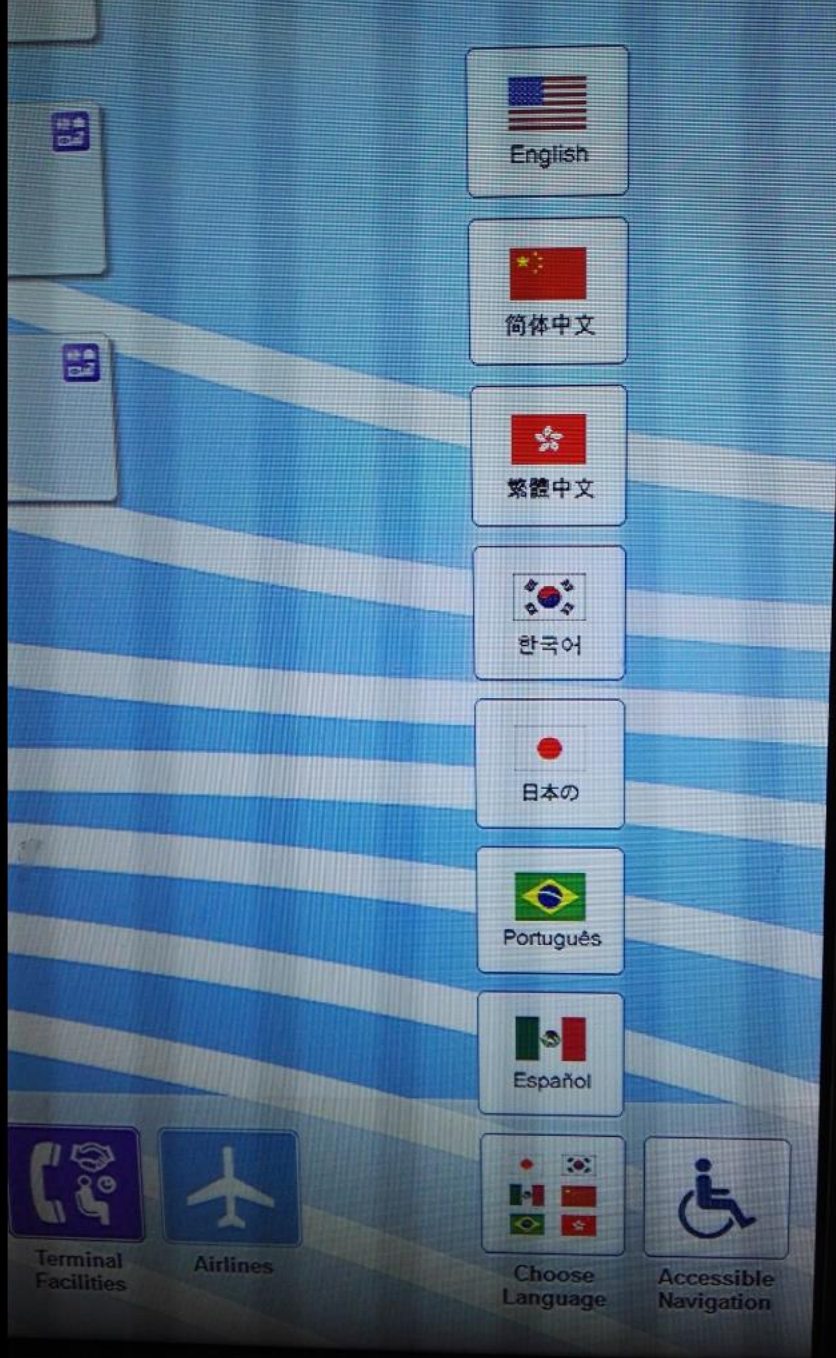 English
简体中文
繁體中文
한국어
日本の
Português
Español
Terminal
Facilities
Airlines
Choose
Language
Accessible
Navigation